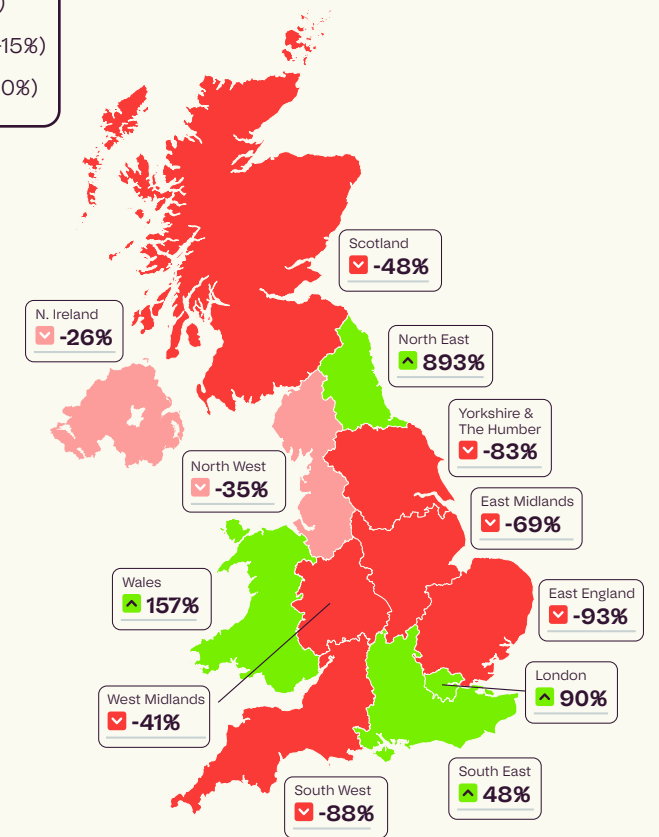 )
-15%)
0%)
Scotland
-48%
N. Ireland
-26%
North East
893%
Yorkshire &
The Humber
-83%
North West
-35%
East Midlands
-69%
Wales
157%
East England
-93%
London
90%
West Midlands
-41%
South East
48%
South West
-88%